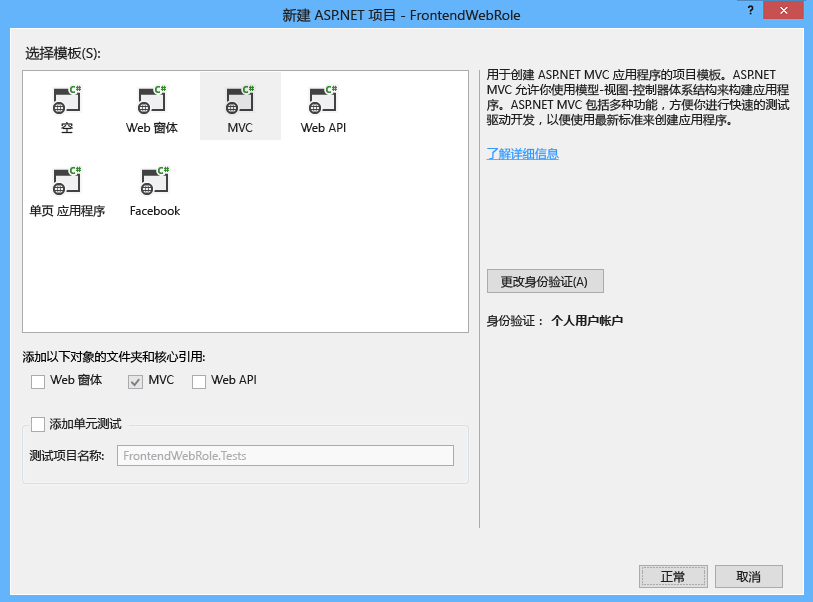 新建 ASP.NET 项目 - FrontendWebRole
?
选择模板(S):
C#
C#
C#
C#
空
Web 窗体
MVC
Web API
C#
C#
单页 应用程序
Facebook
用于创建 ASP.NET MVC 应用程序的项目模板。ASP.NET
MVC 允许你使用模型-视图-控制器体系结构来构建应用程
序。ASP.NET MVC 包括多种功能，方便你进行快速的测试
驱动开发，以便使用最新标准来创建应用程序。
了解详细信息
更改身份验证(A)
身份验证： 个人用户帐户
添加以下对象的文件夹和核心引用:
Web 窗体
MVC
Web API
添加单元测试
测试项目名称:
FrontendWebRole.Tests
正常
取消